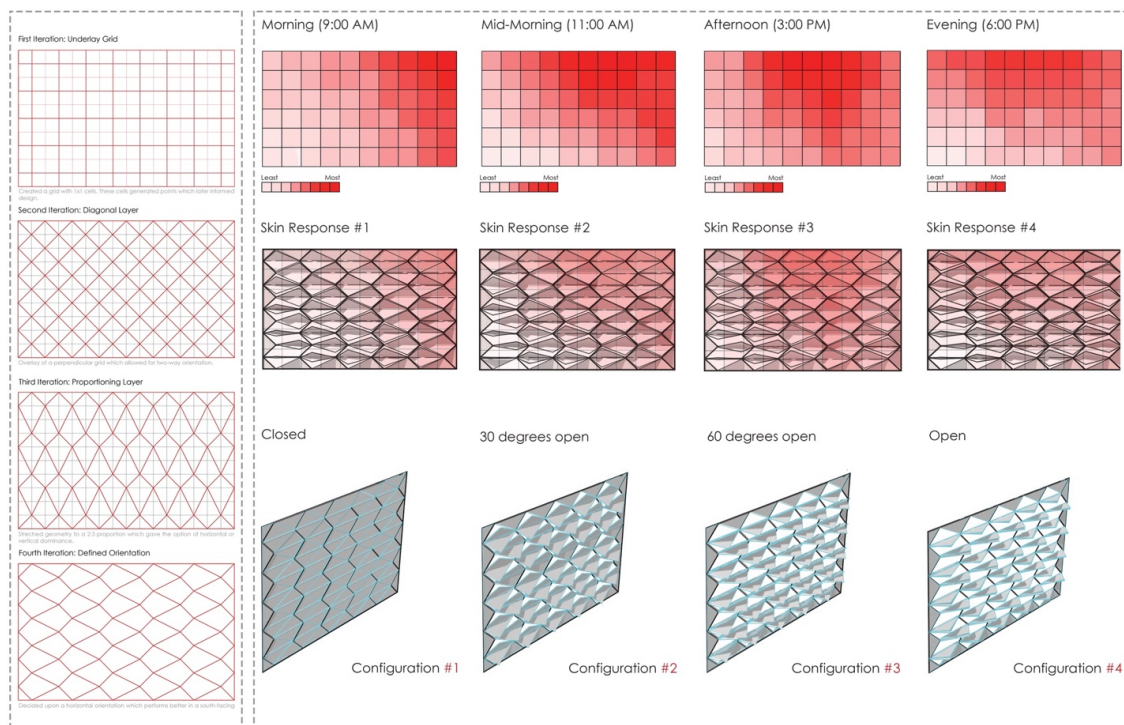 First Iteration: Underlay Grid
Created a grid with 1x1 cells. These cells generated points which later informed
design.
Second Iteration: Diagonal Layer
Overlay of a perpendicular grid which allowed for two-way orientation.
Third Iteration: Proportioning Layer
Stretched geometry to a 2:3 proportion which gave the option of horizontal or
vertical dominance.
Fourth Iteration: Defined Orientation
Decided upon a horizontal orientation which performs better in a south-facing
Morning (9:00 AM)
Mid-Morning (11:00 AM)
Afternoon (3:00 PM)
Evening (6:00 PM)
Least Most
Least Most
Least Most
Least Most
Skin Response #1
Skin Response #2
Skin Response #3
Skin Response #4
Closed
30 degrees open
60 degrees open
Open
Configuration #1
Configuration #2
Configuration #3
Configuration #4